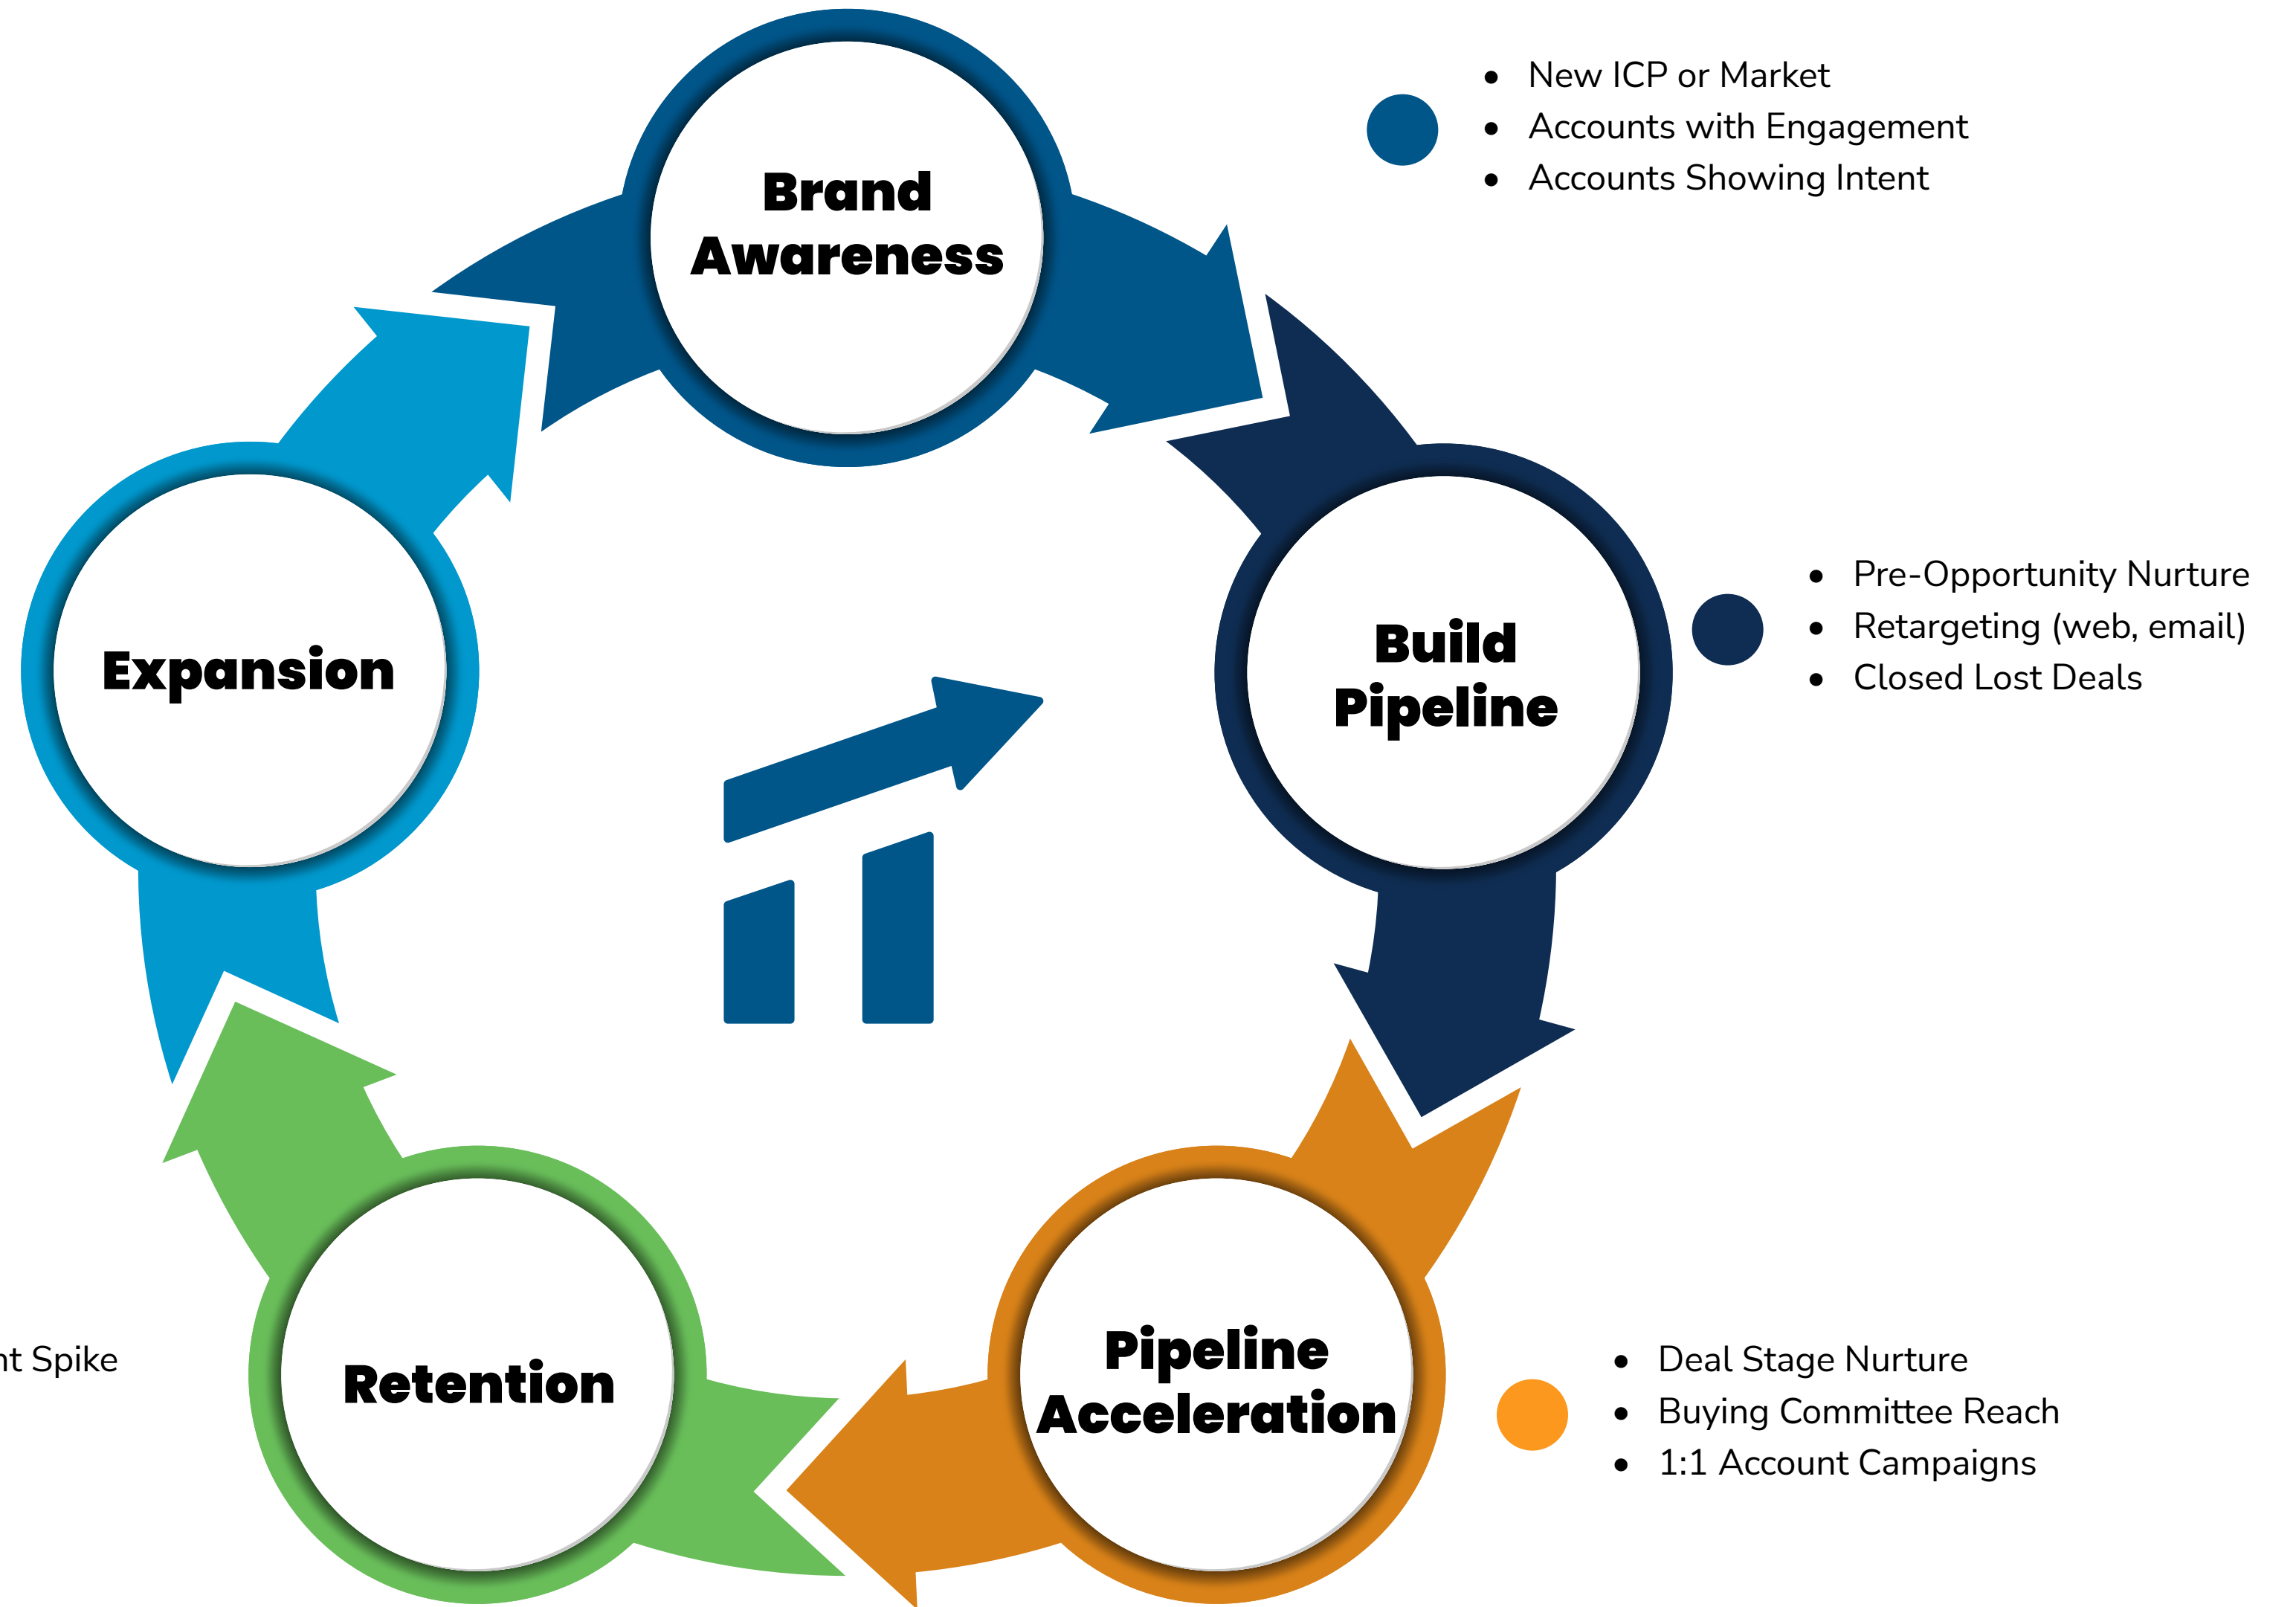 Brand
Awareness
• New ICP or Market
• Accounts with Engagement
• Accounts Showing Intent
Build
Pipeline
• Pre-Opportunity Nurture
• Retargeting (web, email)
• Closed Lost Deals
Pipeline
Acceleration
• Deal Stage Nurture
• Buying Committee Reach
• 1:1 Account Campaigns
Retention
Spike
Expansion